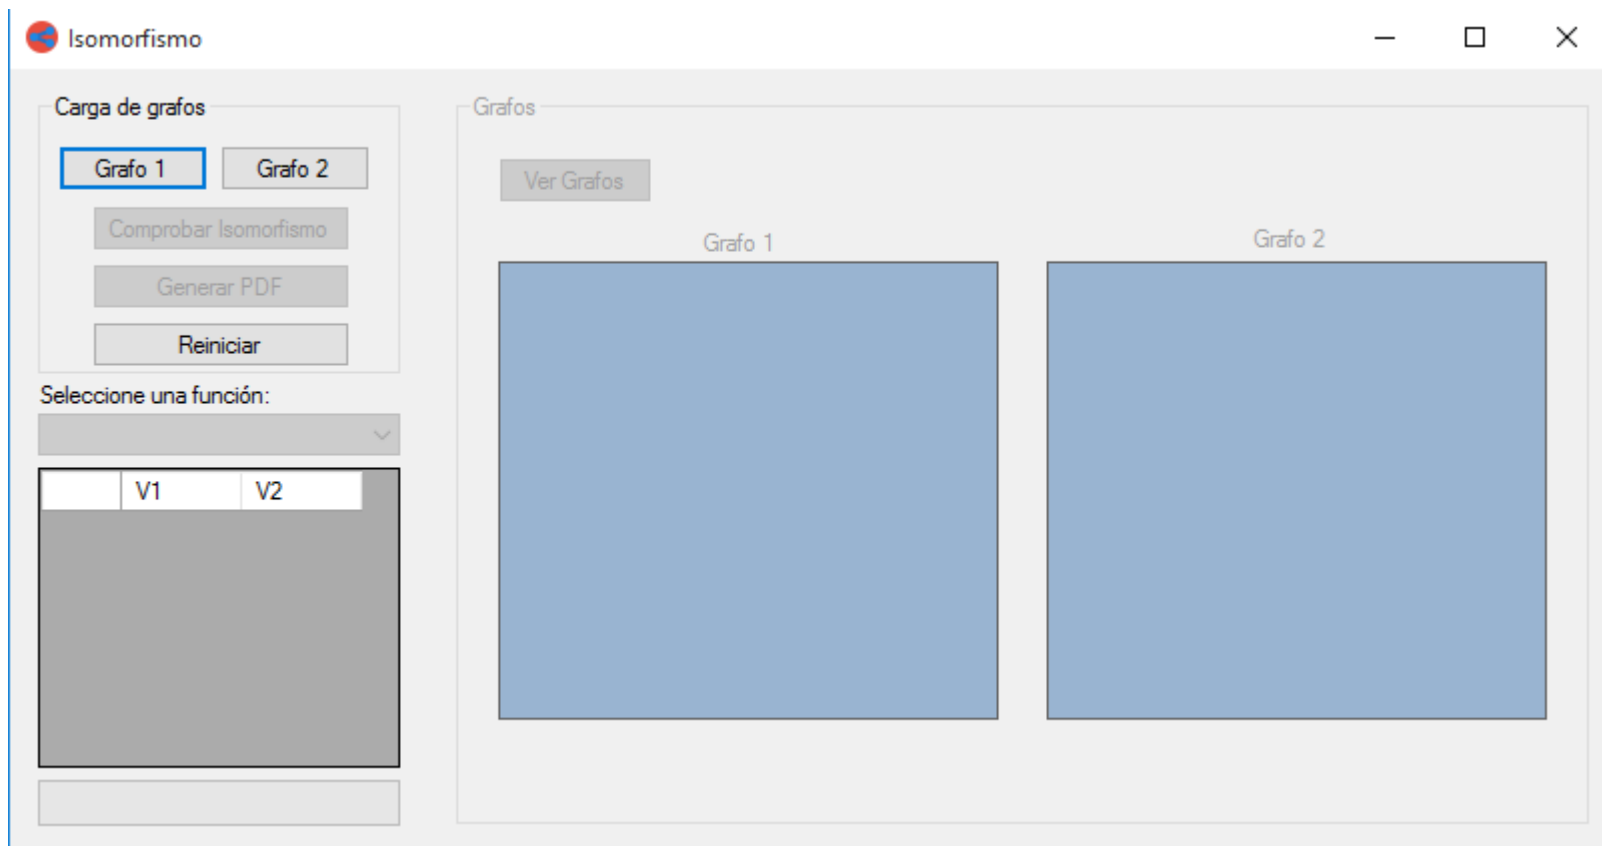 Isomorfismo
Carga de grafos
Grafo 1 Grafo 2
Comprobar Isomorfismo
Generar PDF
Reiniciar
Seleccione una función:
V1 V2
Grafos
Ver Grafos
Grafo 1 Grafo 2